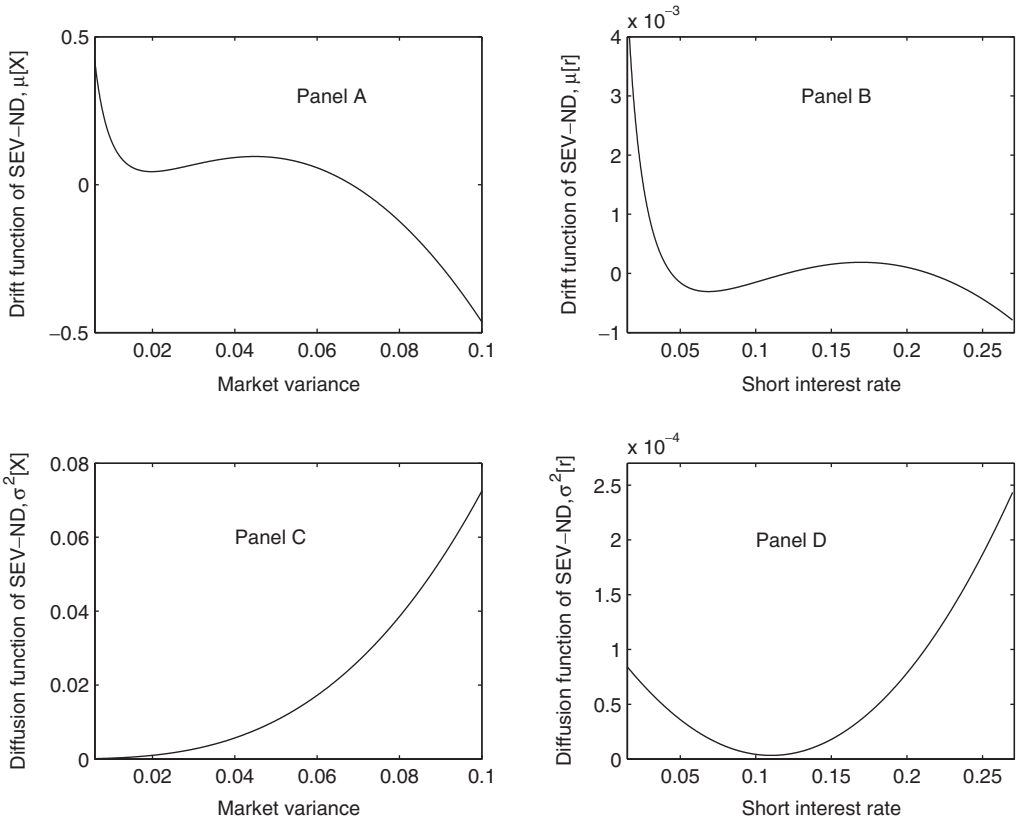 Drift function of SEV−ND, μ[X]
0.5
0
−0.5
Panel A
0.02 0.04 0.06 0.08 0.1
Market variance
Drift function of SEV−ND, μ[r]
x 10−3
4
3
2
1
0
−1
Panel B
0.05 0.1 0.15 0.2 0.25
Short interest rate
Diffusion function of SEV−ND,σ2[X]
0.08
0.06
0.04
0.02
0
Panel C
0.02 0.04 0.06 0.08 0.1
Market variance
Diffusion function of SEV−ND,σ2[r]
x 10−4
2.5
2
1.5
1
0.5
0
Panel D
0.05 0.1 0.15 0.2 0.25
Short interest rate